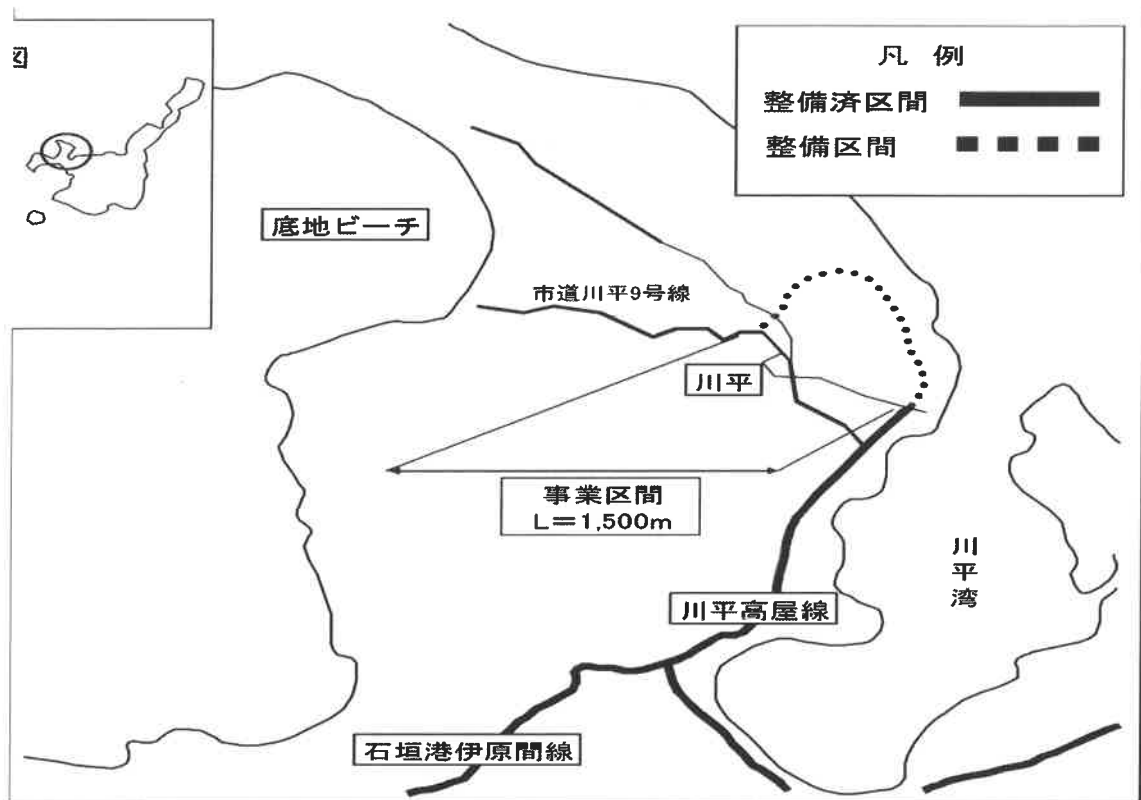 図
凡例
整備済区間
整備区間
底地ビーチ
市道川平9号線
川平
事業区間
L=1,500m
川平湾
川平高屋線
石垣港伊原間線